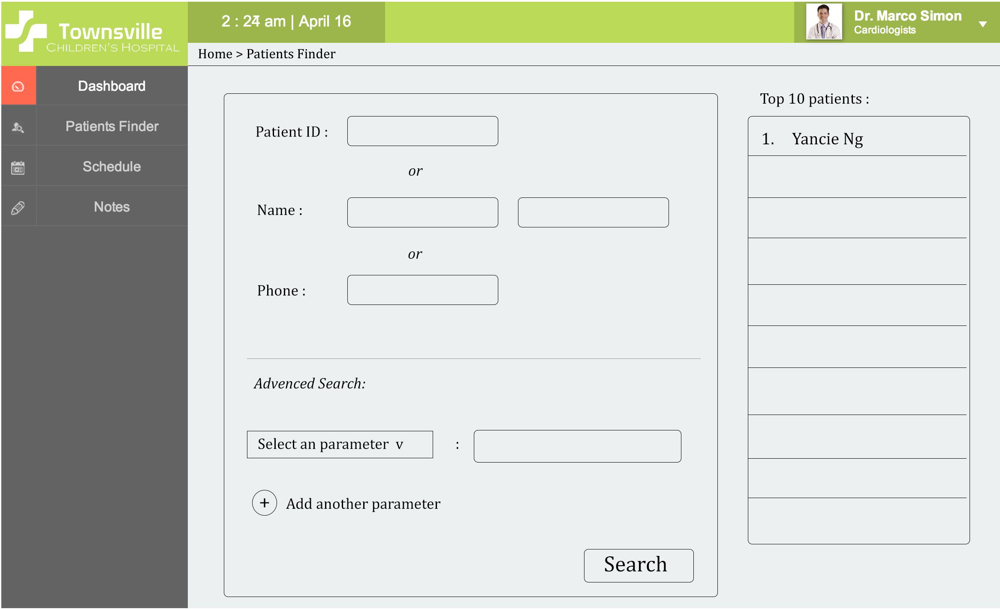 Townsville
CHILDREN'S HOSPITAL
am | April 16
Dr. Marco Simon
Cardiologists
Home > Patients Finder
Dashboard
Patients Finder
Schedule
Notes
Patient ID :
or
Name :
or
Phone :
Advenced Search:
Select an parameter v :
+ Add another parameter
Search
Top 10 patients :
1. Yancie Ng